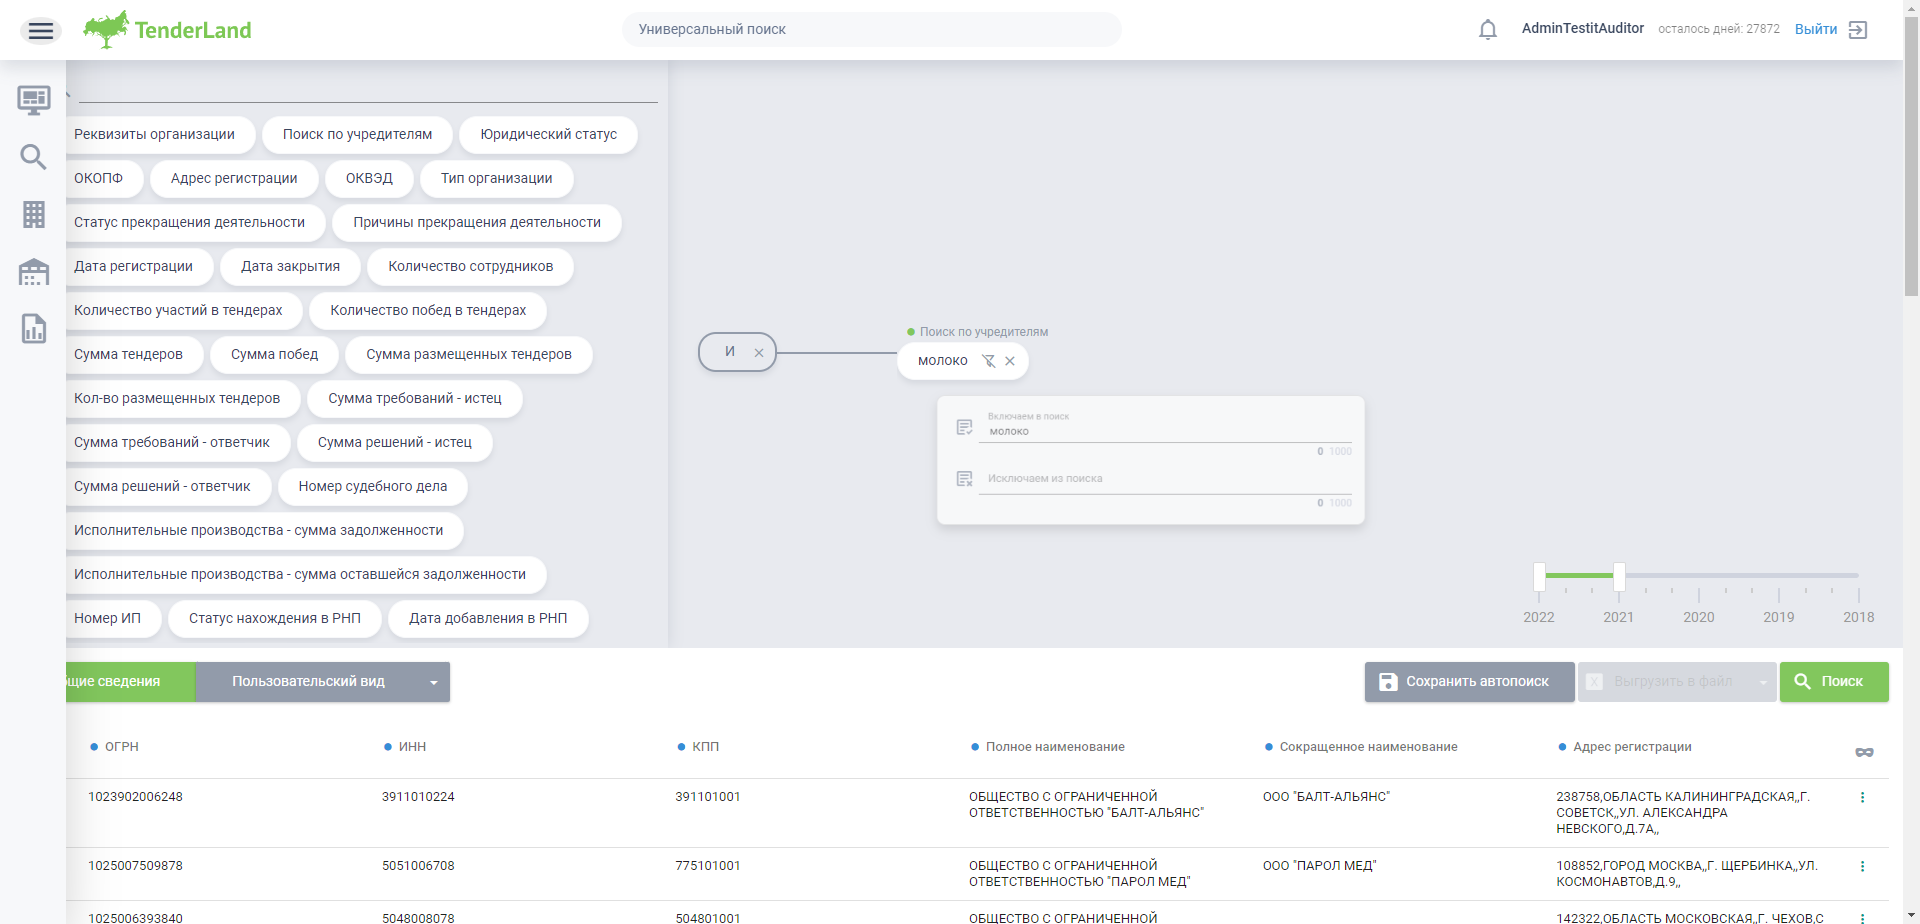 TenderLand
Универсальный поиск
AdminTestitAuditor
осталось дней: 27872
Выйти
Реквизиты организации
Поиск по учредителям
Юридический статус
ОКОПФ
Адрес регистрации
ОКВЭД
Тип организации
Статус прекращения деятельности
Причины прекращения деятельности
Дата регистрации
Дата закрытия
Количество сотрудников
Количество участий в тендерах
Количество побед в тендерах
Сумма тендеров
Сумма побед
Сумма размещенных тендеров
Кол-во размещенных тендеров
Сумма требований - истец
Сумма требований - ответчик
Сумма решений - истец
Сумма решений - ответчик
Номер судебного дела
Исполнительные производства - сумма задолженности
Исполнительные производства - сумма оставшейся задолженности
Номер ИП
Статус нахождения в РНП
Дата добавления в РНП
И
Поиск по учредителям
молоко
Включаем в поиск
молоко
0 1000
Исключаем из поиска
0 1000
2022 2021 2020 2019 2018
щие сведения
Пользовательский вид
Сохранить автопоиск
Выгрузить в файл
Поиск
ОГРН
ИНН
КПП
Полное наименование
Сокращенное наименование
Адрес регистрации
1023902006248
3911010224
391101001
ОБЩЕСТВО С ОГРАНИЧЕННОЙ
ОТВЕТСТВЕННОСТЬЮ "БАЛТ-АЛЬЯНС"
ООО "БАЛТ-АЛЬЯНС"
238758,ОБЛАСТЬ КАЛИНИНГРАДСКАЯ,,Г.
СОВЕТСК,,УЛ. АЛЕКСАНДРА
НЕВСКОГО,Д.7А,,
1025007509878
5051006708
775101001
ОБЩЕСТВО С ОГРАНИЧЕННОЙ
ОТВЕТСТВЕННОСТЬЮ "ПАРОЛ МЕД"
ООО "ПАРОЛ МЕД"
108852,ГОРОД МОСКВА,,Г. ЩЕРБИНКА,,УЛ.
КОСМОНАВТОВ,Д.9,,
1025006393840
5048008078
504801001
ОБЩЕСТВО С ОГРАНИЧЕННОЙ
142322,ОБЛАСТЬ МОСКОВСКАЯ,,Г. ЧЕХОВ,С